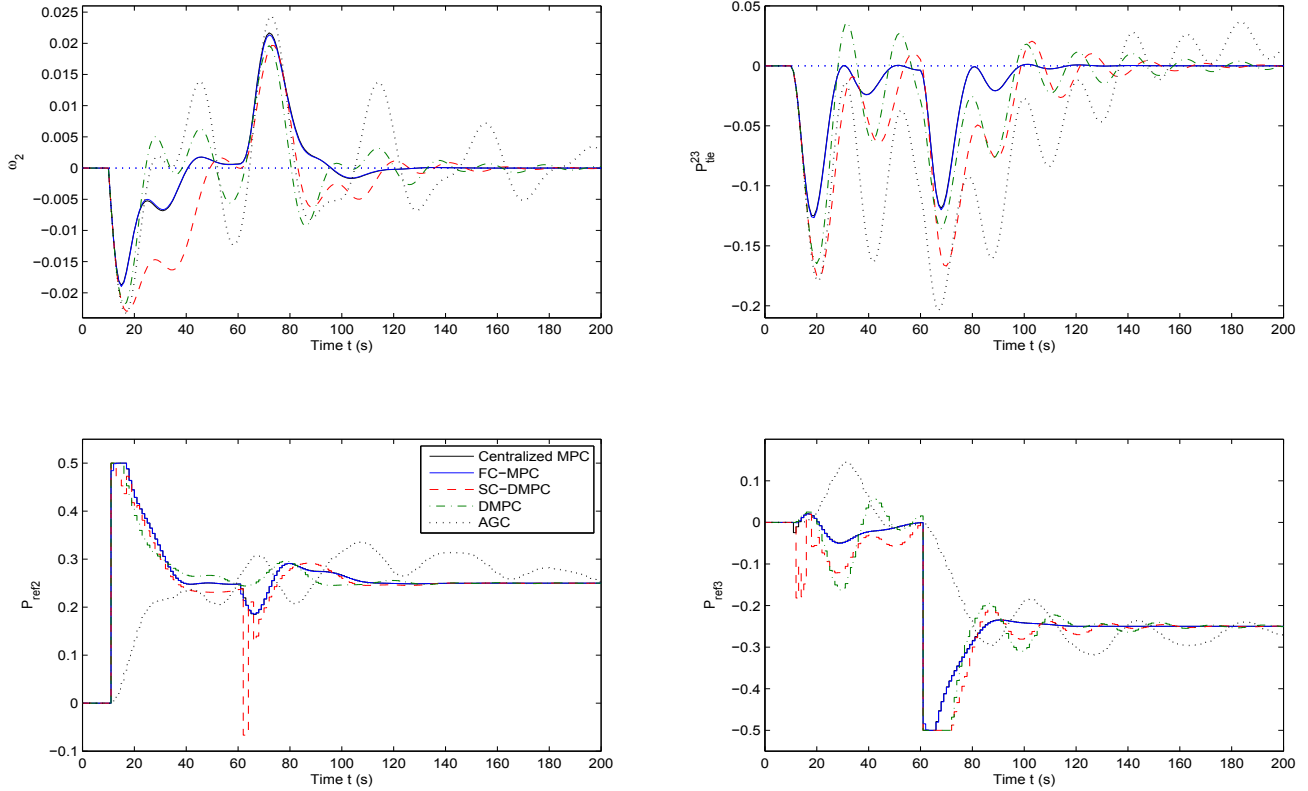 0.025
0.02
0.015
0.01
0.005
0
−0.005
−0.01
−0.015
−0.02
ω2
0 20 40 60 80 100 120 140 160 180 200
Time t (s)
0.05
0
−0.05
−0.1
−0.15
−0.2
P23tie
0 20 40 60 80 100 120 140 160 180 200
Time t (s)
0.5
0.4
0.3
0.2
0.1
0
−0.1
Pref2
Centralized MPC
FC−MPC
SC−DMPC
DMPC
AGC
0 20 40 60 80 100 120 140 160 180 200
Time t (s)
0.1
0
−0.1
−0.2
−0.3
−0.4
−0.5
Pref3
0 20 40 60 80 100 120 140 160 180 200
Time t (s)